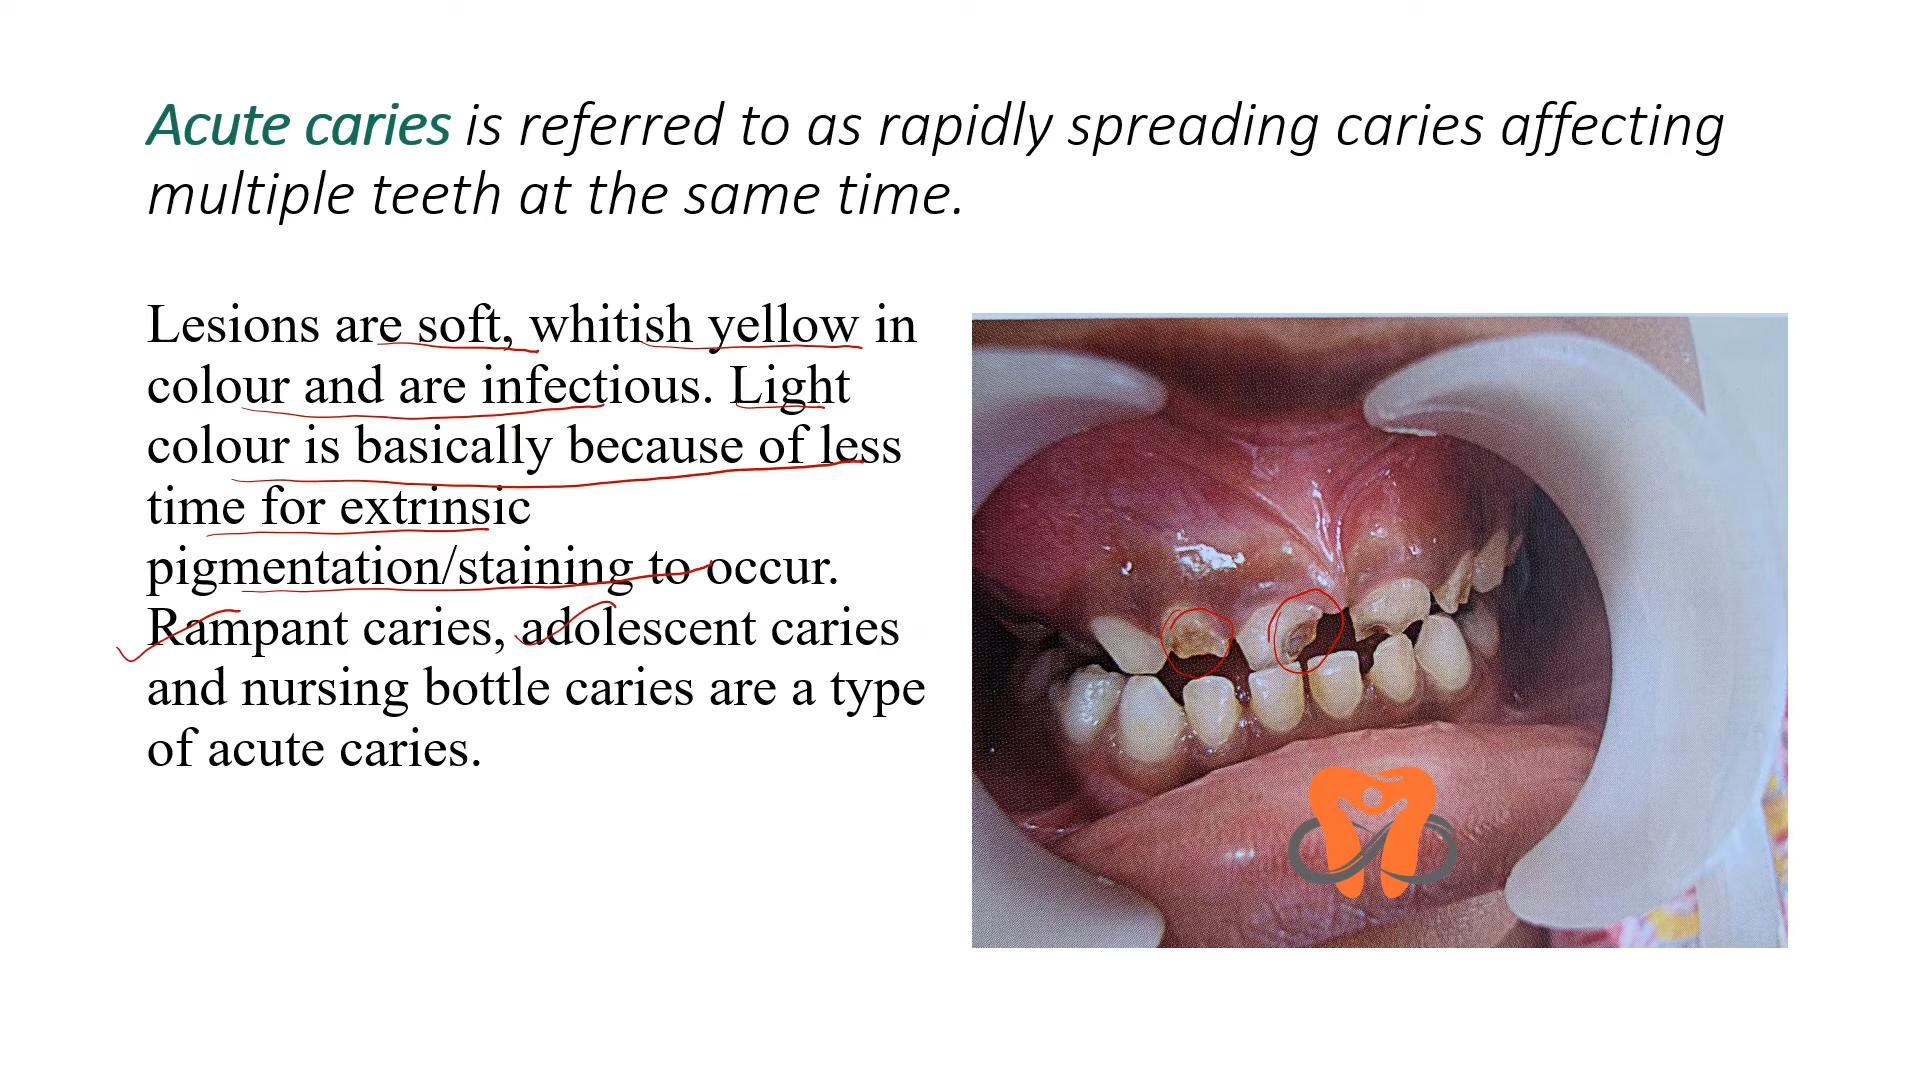 Acute caries is referred to as rapidly spreading caries affecting
multiple teeth at the same time.
Lesions are soft, whitish yellow in
colour and are infectious. Light
colour is basically because of less
time for extrinsic
pigmentation/staining to occur.
Rampant caries, adolescent caries
and nursing bottle caries are a type
of acute caries.